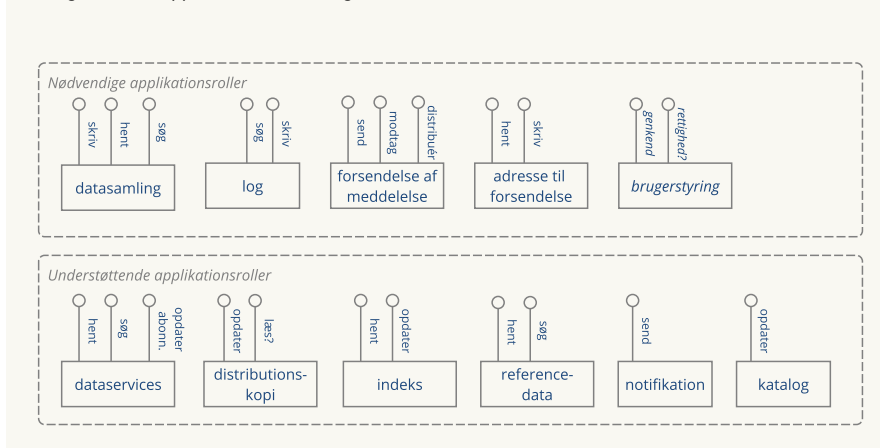 Nødvendige applikationsroller
skriv
hent
søg
datasamling
søg
skriv
log
send
modtag
distribuér
forsendelse af
meddelelse
hent
skriv
adresse til
forsendelse
genkend
rettighed?
brugerstyring
Understøttende applikationsroller
hent
søg
opdater
abonn.
dataservices
opdater
læs?
distributions-
kopi
hent
opdater
indeks
hent
søg
reference-
data
send
notifikation
opdater
katalog